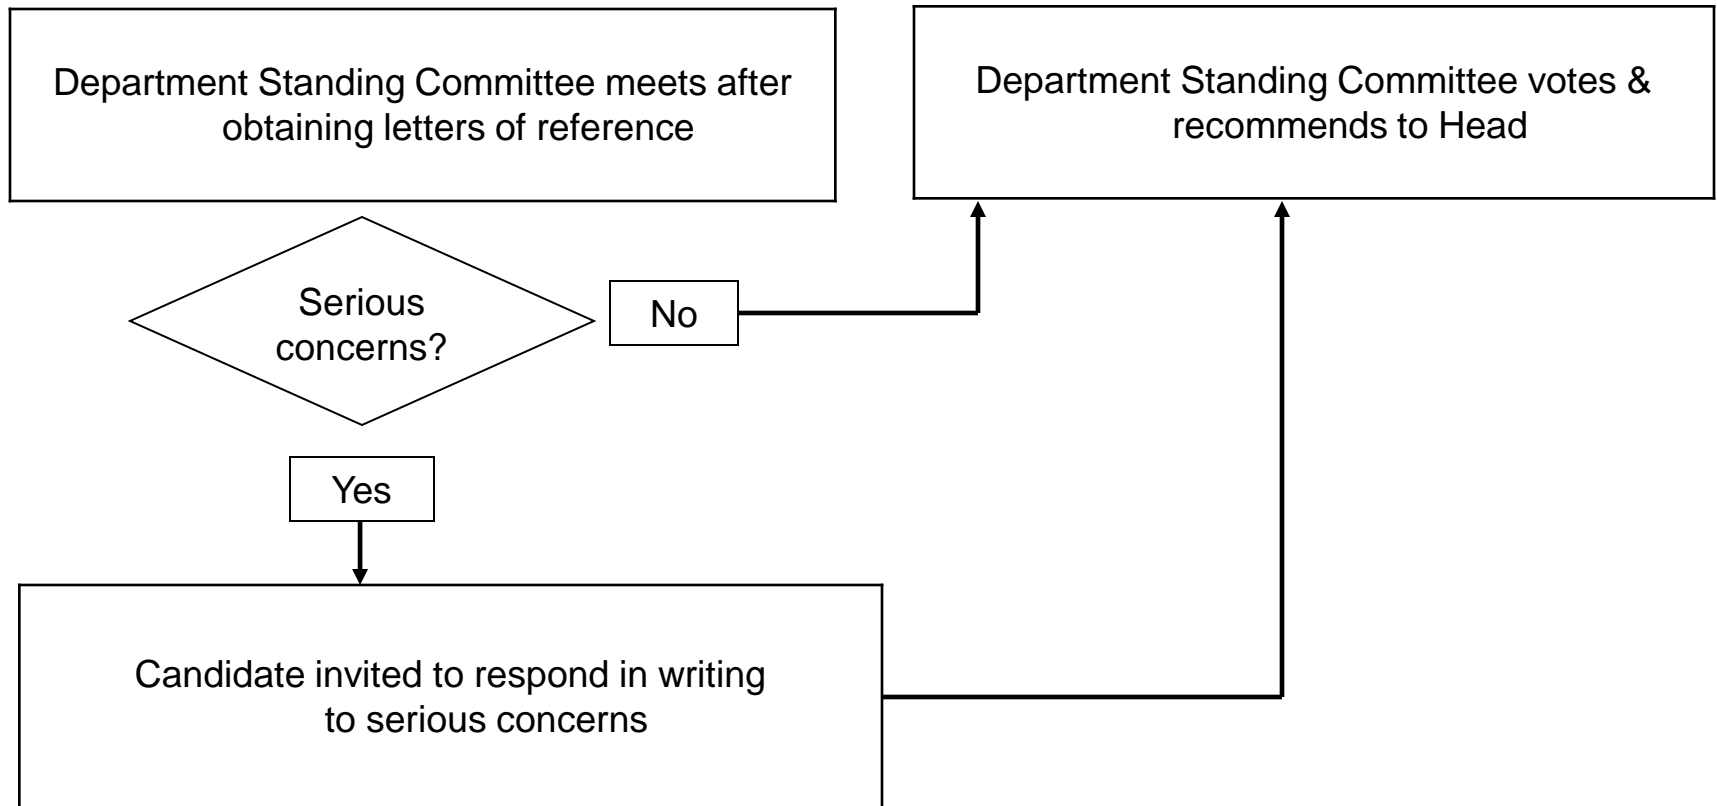 Department Standing Committee meets after
obtaining letters of reference
Department Standing Committee votes &
recommends to Head
Serious
concerns?
No
Yes
Candidate invited to respond in writing
to serious concerns